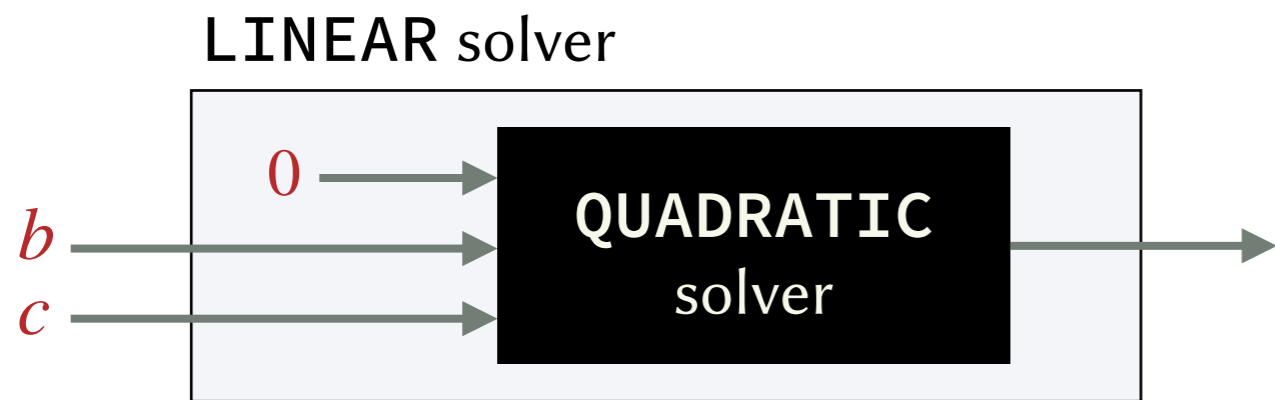 LINEAR solver
0
b
c
QUADRATIC
solver